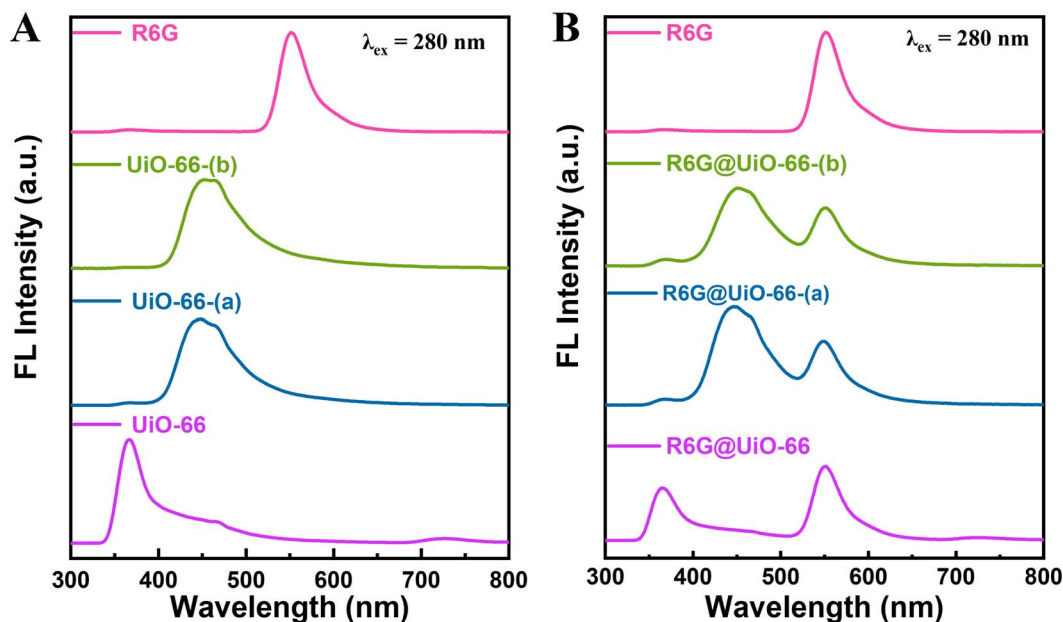 A
R6G
λex = 280 nm
UiO-66-(b)
UiO-66-(a)
UiO-66
FL Intensity (a.u.)
300 400 500 600 700 800
Wavelength (nm)
B
R6G
λex = 280 nm
R6G@UiO-66-(b)
R6G@UiO-66-(a)
R6G@UiO-66
FL Intensity (a.u.)
300 400 500 600 700 800
Wavelength (nm)